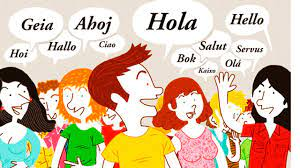 Geia
Ahoj
Hola
Hello
Hoi
Hallo
Ciao
Salut
Servus
Bok
Kaixo
Olá